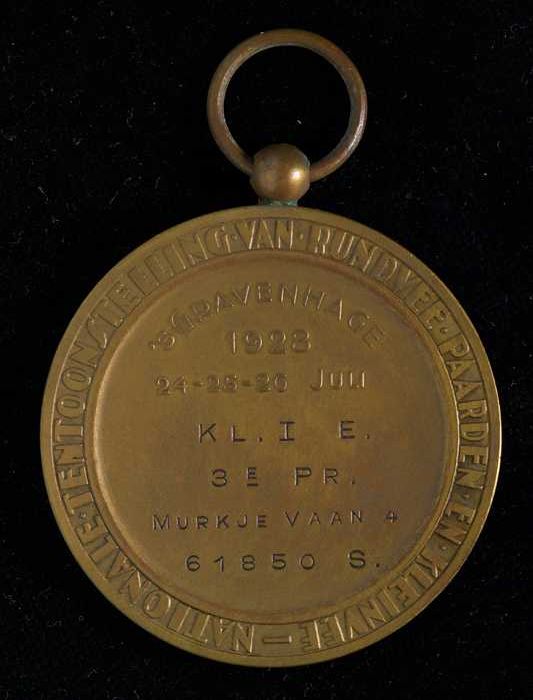 NATIONALE·TENTOONSTELLING·VAN·RUNDVEE·PAARDEN·EN·KLEINVEE—
'SGRAVENHAGE
1928
24-25-26 JULI
KL. I E.
3E PR.
MURKJE VAAN 4
61850 S.